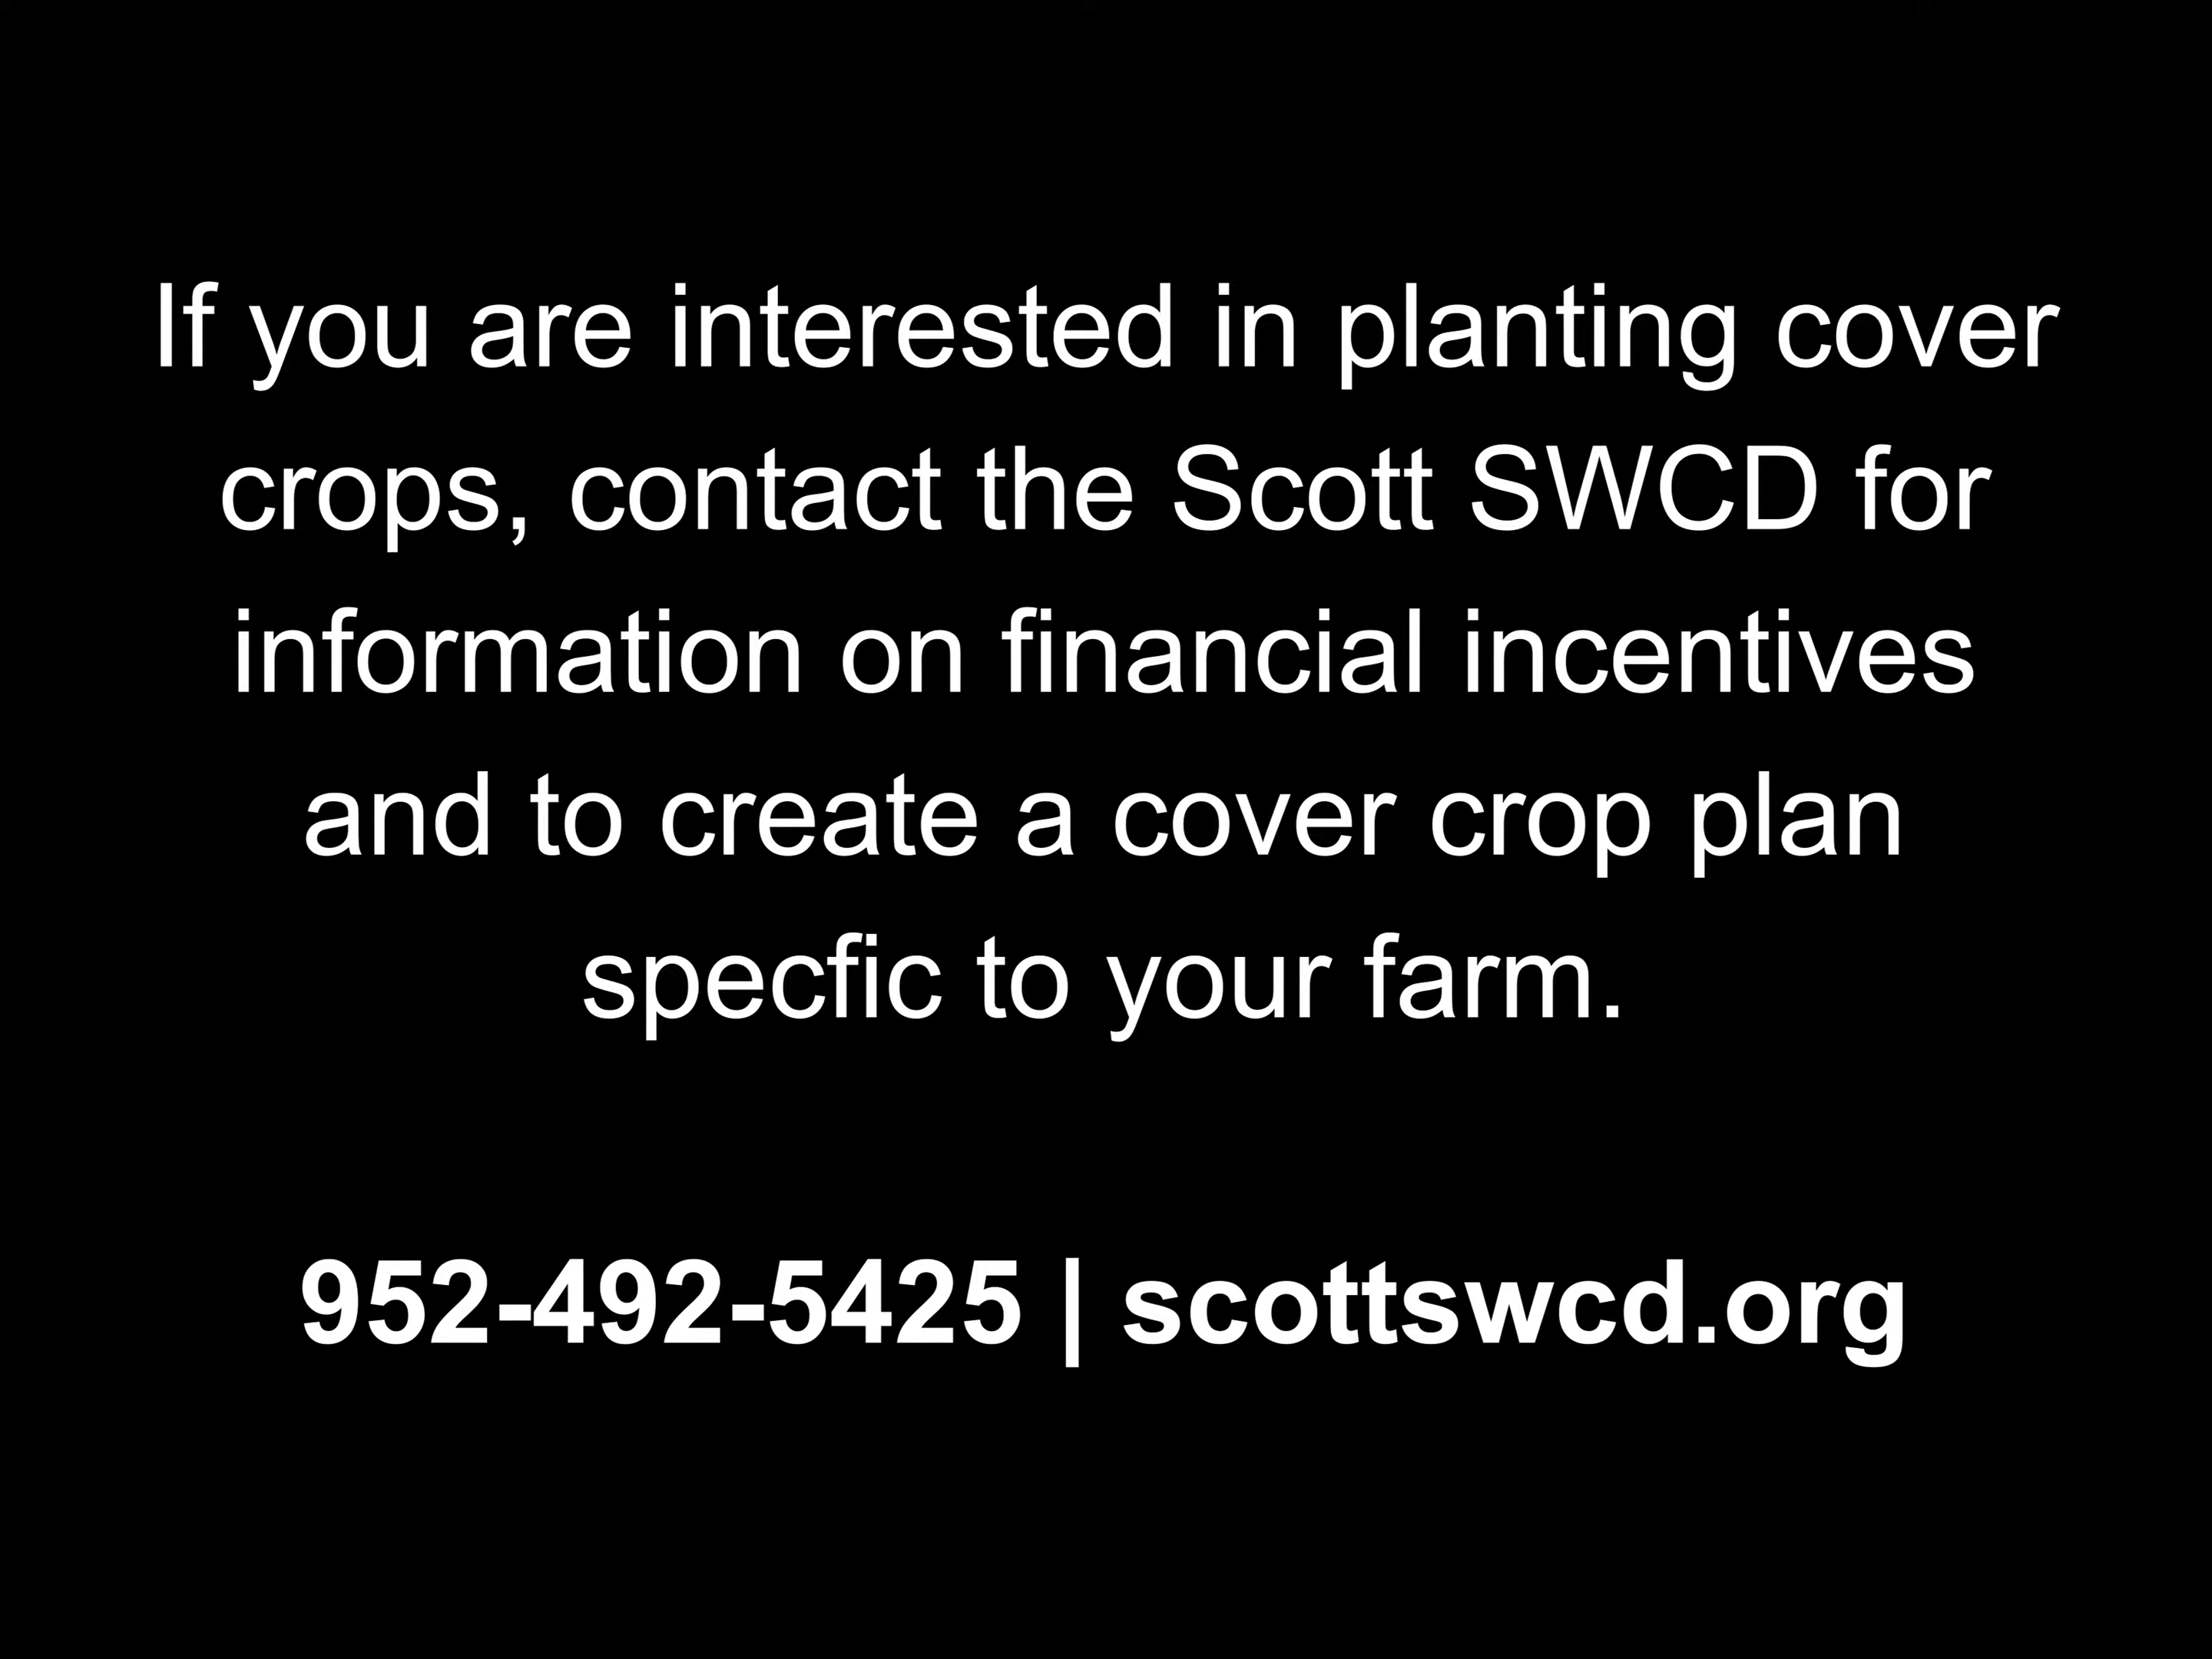 If you are interested in planting cover
crops, contact the Scott SWCD for
information on financial incentives
and to create a cover crop plan
specfic to your farm.
952-492-5425 | scottswcd.org